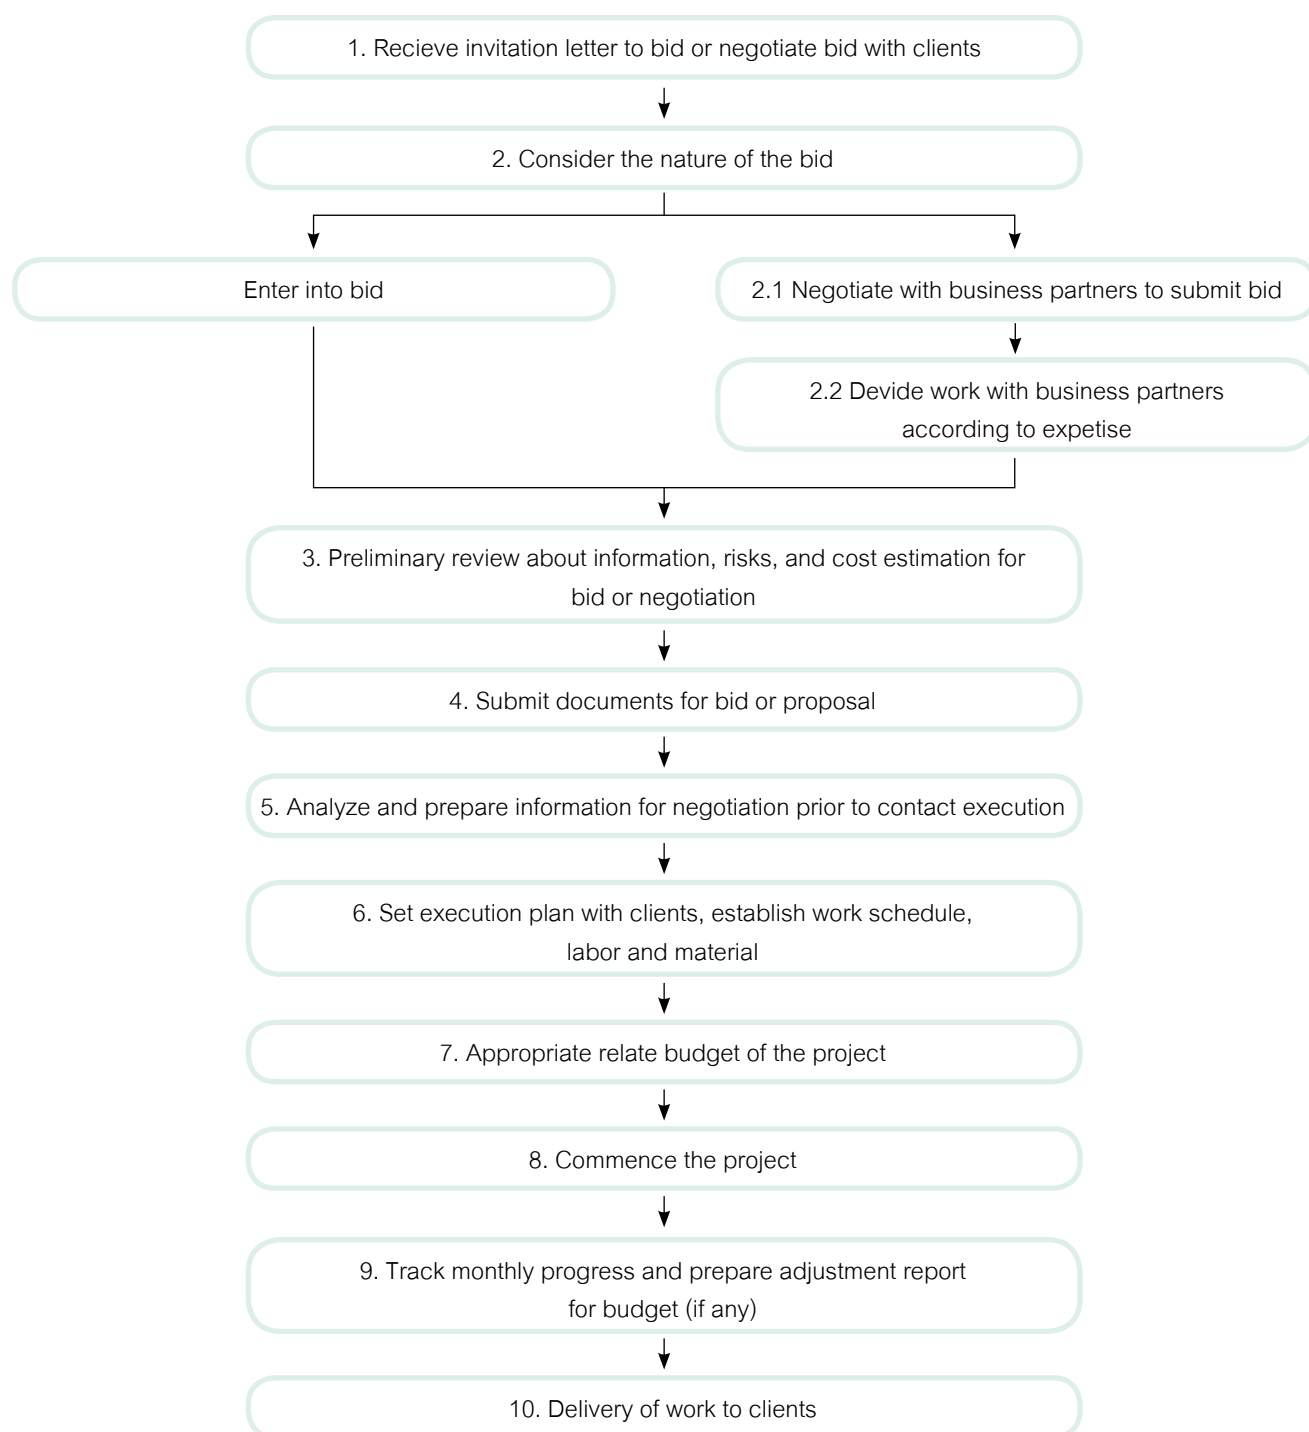 1. Recieve invitation letter to bid or negotiate bid with clients
2. Consider the nature of the bid
Enter into bid
2.1 Negotiate with business partners to submit bid
2.2 Devide work with business partners
according to expetise
3. Preliminary review about information, risks, and cost estimation for
bid or negotiation
4. Submit documents for bid or proposal
5. Analyze and prepare information for negotiation prior to contact execution
6. Set execution plan with clients, establish work schedule,
labor and material
7. Appropriate relate budget of the project
8. Commence the project
9. Track monthly progress and prepare adjustment report
for budget (if any)
10. Delivery of work to clients